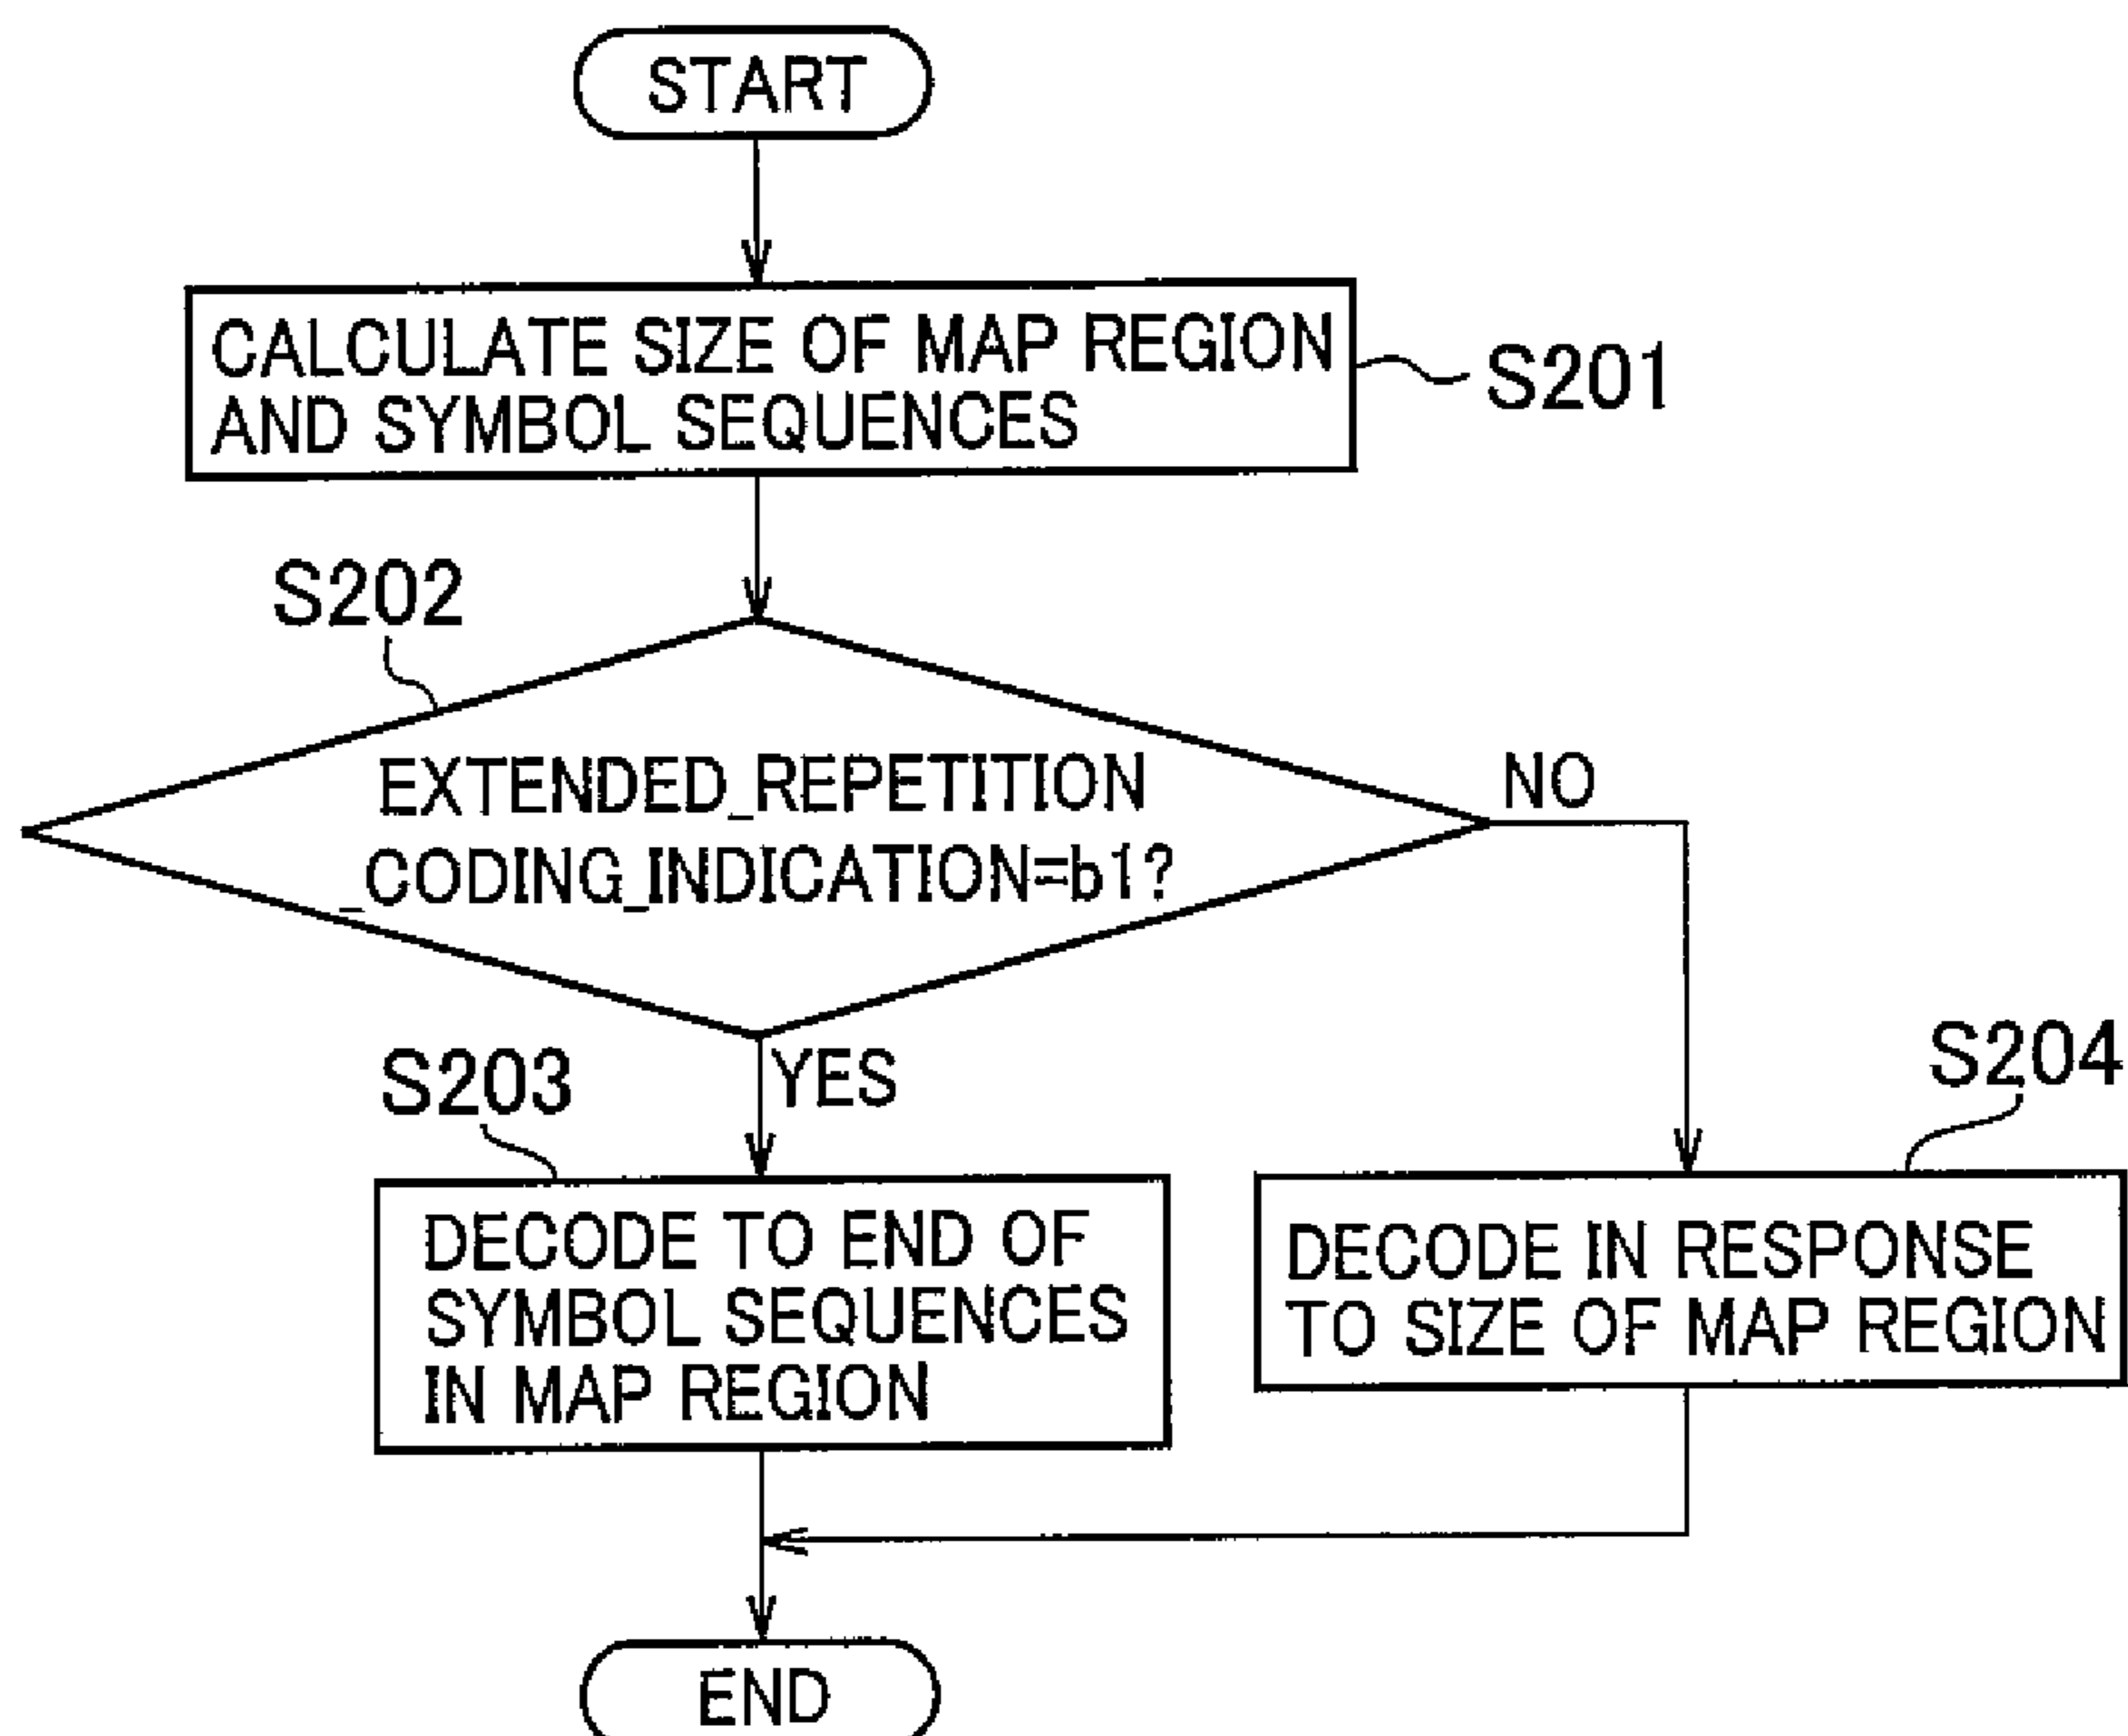 START
CALCULATE SIZE OF MAP REGION
AND SYMBOL SEQUENCES
S201
S202
EXTENDED_REPETITION
_CODING_INDICATION=b1?
NO
YES
S203
DECODE TO END OF
SYMBOL SEQUENCES
IN MAP REGION
S204
DECODE IN RESPONSE
TO SIZE OF MAP REGION
END